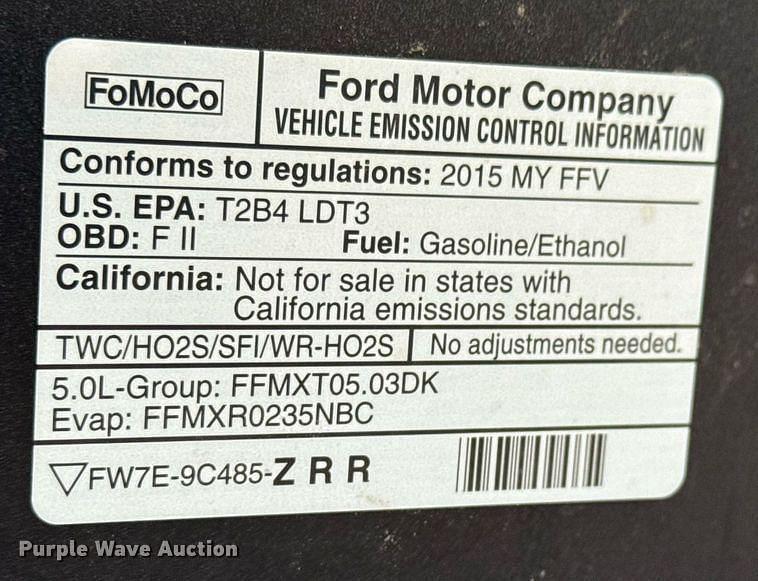 FoMoCo
Ford Motor Company
VEHICLE EMISSION CONTROL INFORMATION
Conforms to regulations: 2015 MY FFV
U.S. EPA: T2B4 LDT3
OBD: F II Fuel: Gasoline/Ethanol
California: Not for sale in states with
California emissions standards.
TWC/HO2S/SFI/WR-HO2S No adjustments needed.
5.0L-Group: FFMXT05.03DK
Evap: FFMXR0235NBC
▽FW7E-9C485-Z R R
Purple Wave Auction